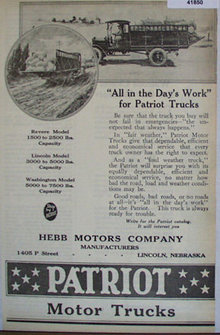 41850
"All in the Day's Work"
for Patriot Trucks
Be sure that the truck you buy will
not fail in emergencies—"the un-
expected that always happens."
In "fair weather," Patriot Motor
Trucks give that dependable, efficient
and economical service that every
truck owner has the right to expect.
And as a "foul weather truck,"
the Patriot will surprise you with its
equally dependable, efficient and
economical service, no matter how
bad the road, load and weather condi-
tions may be.
Good roads, bad roads, or no roads
at all—it's "all in the day's work"
for the Patriot. This truck is always
ready for trouble.
Write for the Patriot catalog.
It will interest you
Revere Model
1500 to 2500 lbs.
Capacity
Lincoln Model
3000 to 5000 lbs.
Capacity
Washington Model
5000 to 7500 lbs.
Capacity
HEBB MOTORS COMPANY
MANUFACTURERS
1405 P Street LINCOLN, NEBRASKA
PATRIOT
Motor Trucks